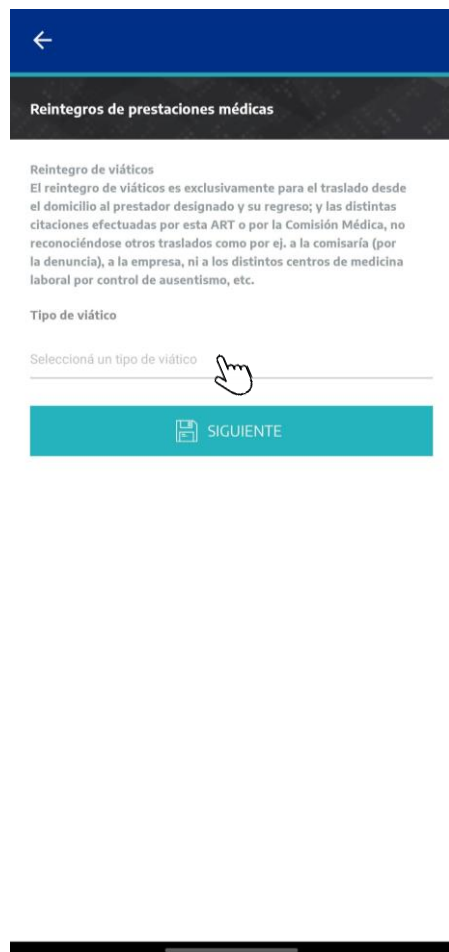 Reintegros de prestaciones médicas
Reintegro de viáticos
El reintegro de viáticos es exclusivamente para el traslado desde
el domicilio al prestador designado y su regreso; y las distintas
citaciones efectuadas por esta ART o por la Comisión Médica, no
reconociéndose otros traslados como por ej. a la comisaría (por
la denuncia), a la empresa, ni a los distintos centros de medicina
laboral por control de ausentismo, etc.
Tipo de viático
Seleccioná un tipo de viático
SIGUIENTE